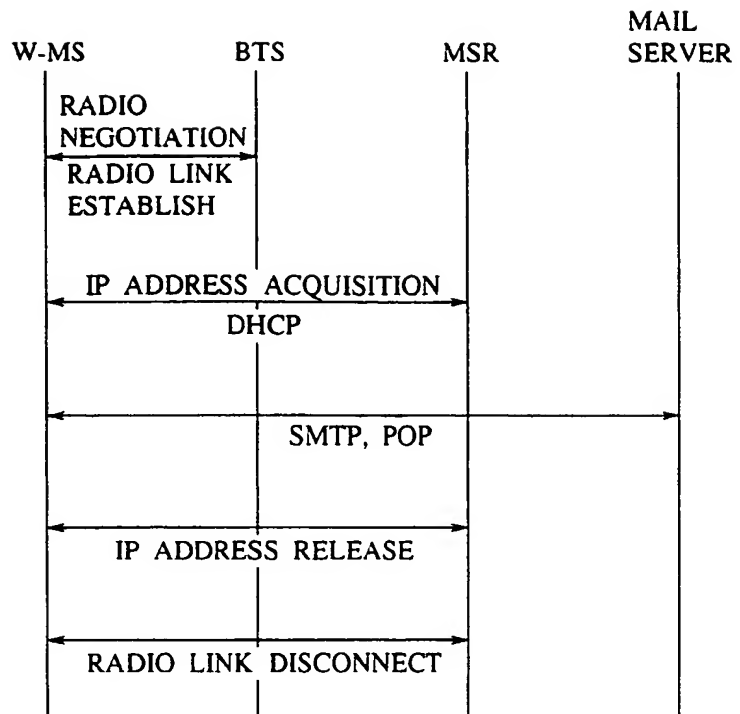 W-MS BTS MSR MAIL SERVER
RADIO
NEGOTIATION
RADIO LINK
ESTABLISH
IP ADDRESS ACQUISITION
DHCP
SMTP, POP
IP ADDRESS RELEASE
RADIO LINK DISCONNECT